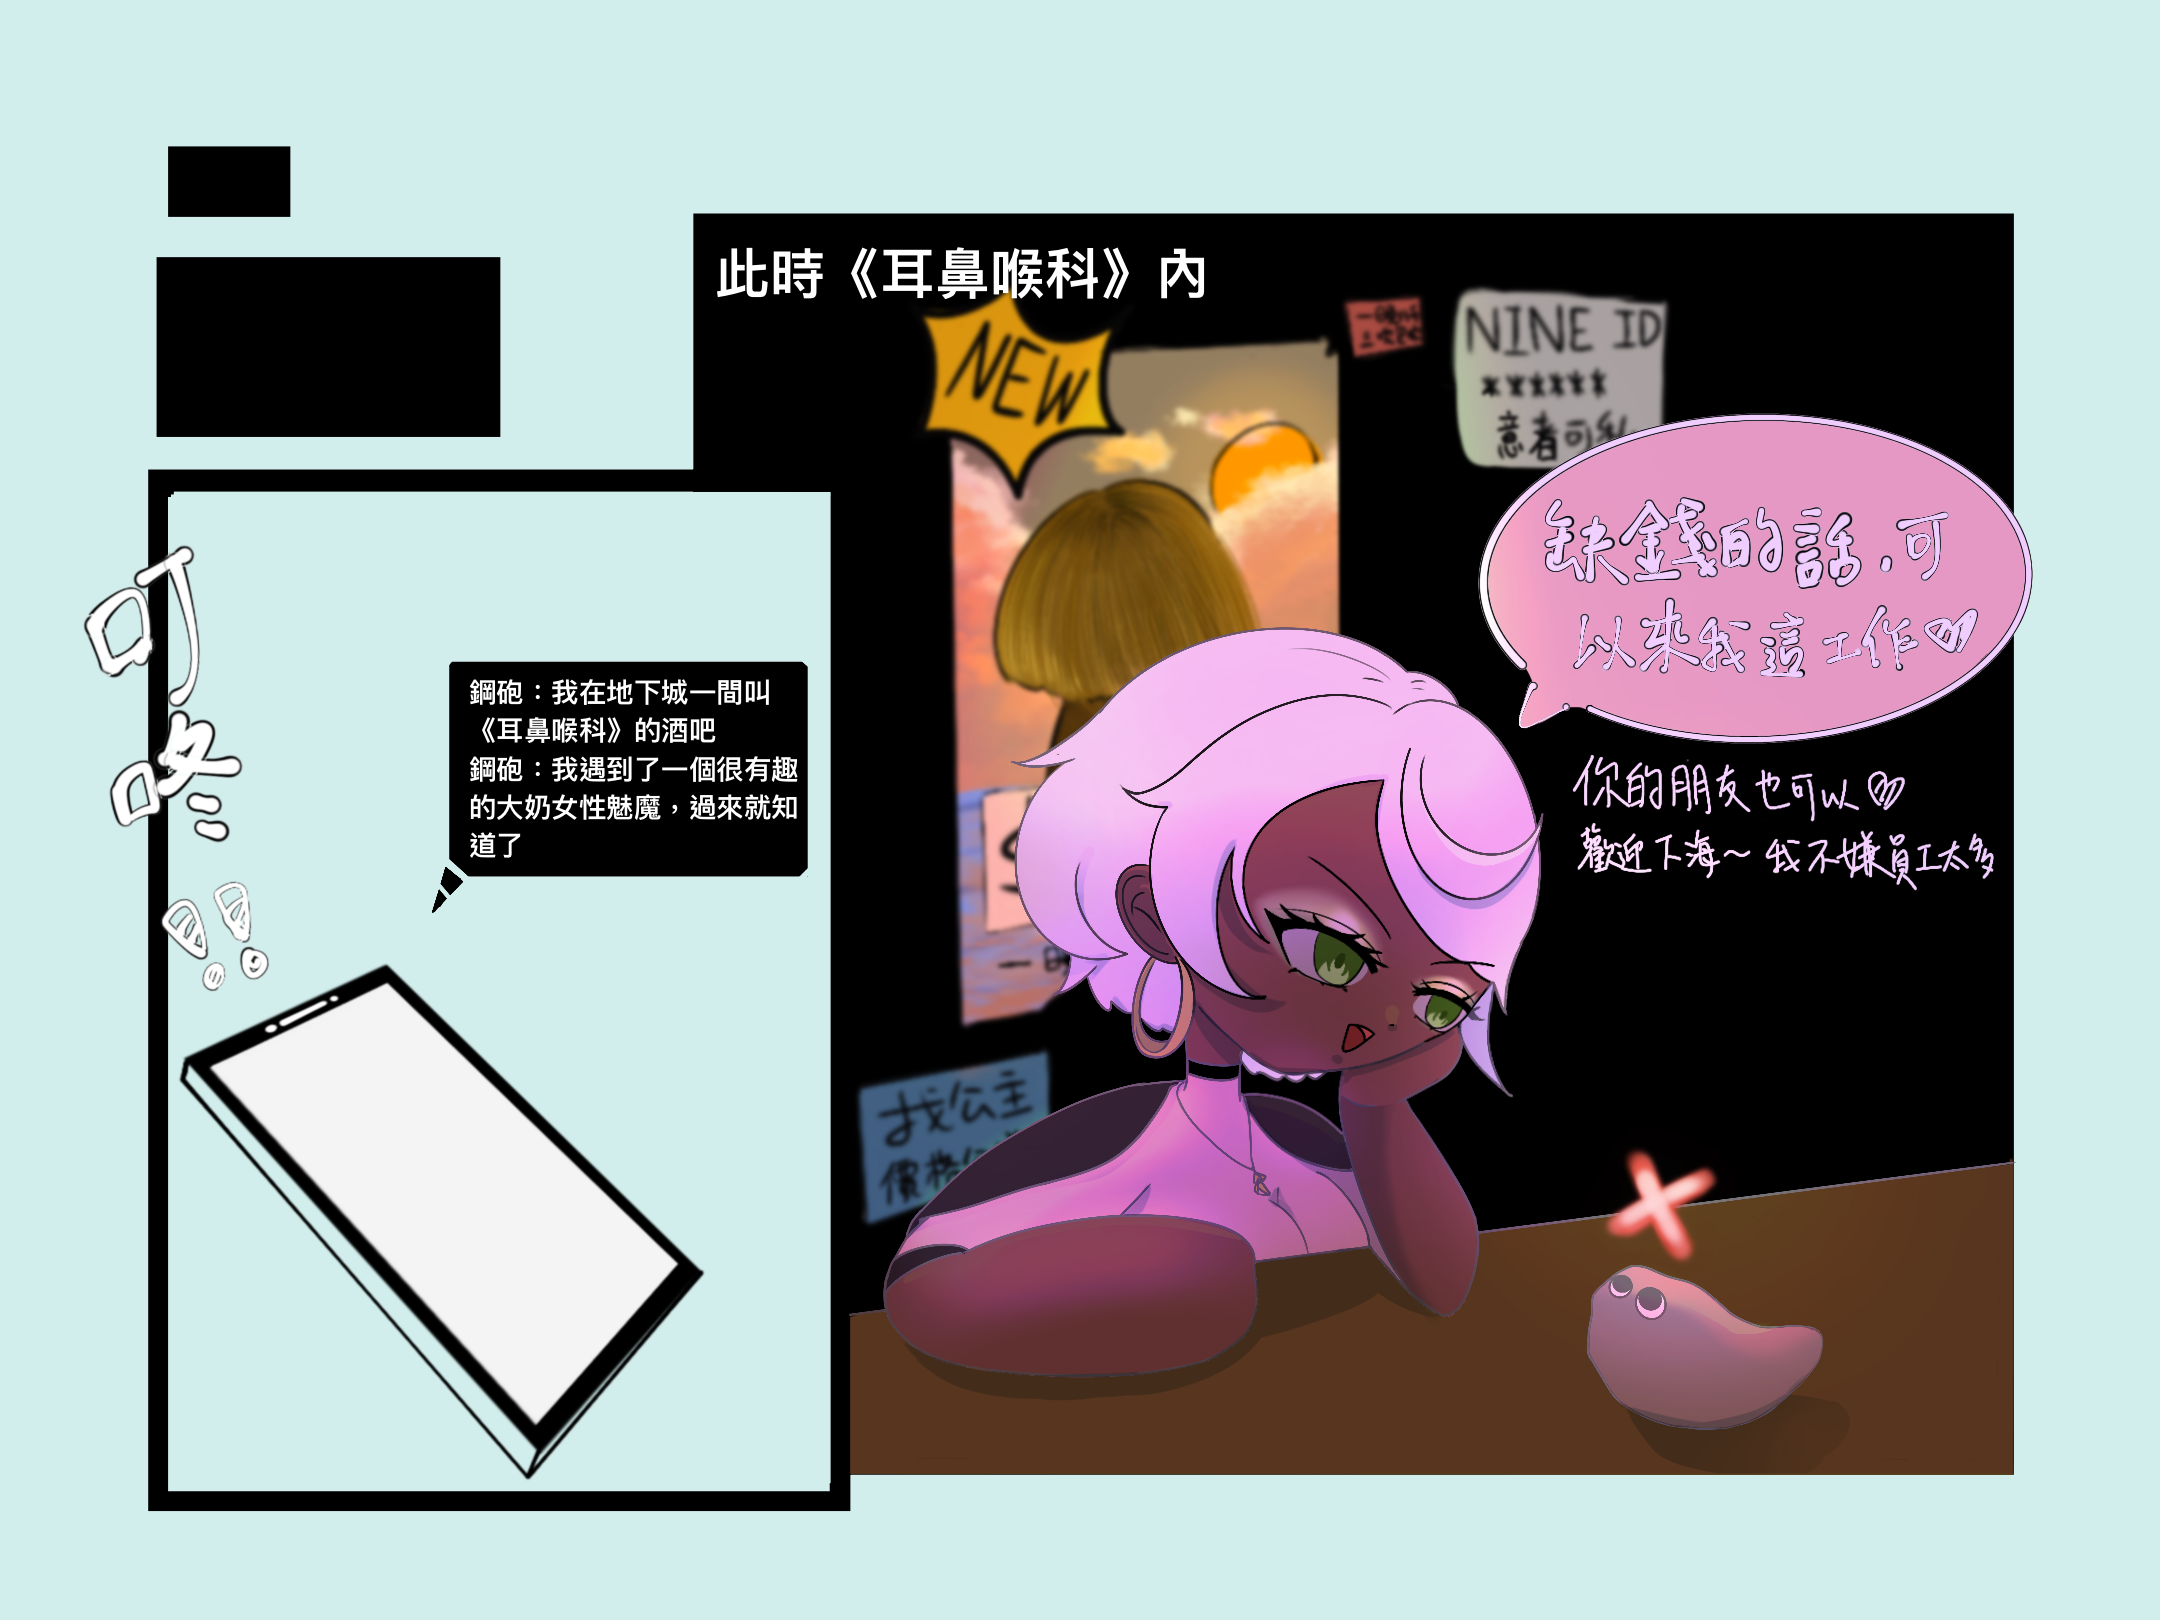 此時《耳鼻喉科》內
NEW
NINE ID
******
意者可私
缺錢的話，可
以來我這工作
你的朋友也可以
歡迎下海～我不嫌員工太多
叮
咚
!!
鋼砲：我在地下城一間叫
《耳鼻喉科》的酒吧
鋼砲：我遇到了一個很有趣
的大奶女性魅魔，過來就知
道了
找公主
價格